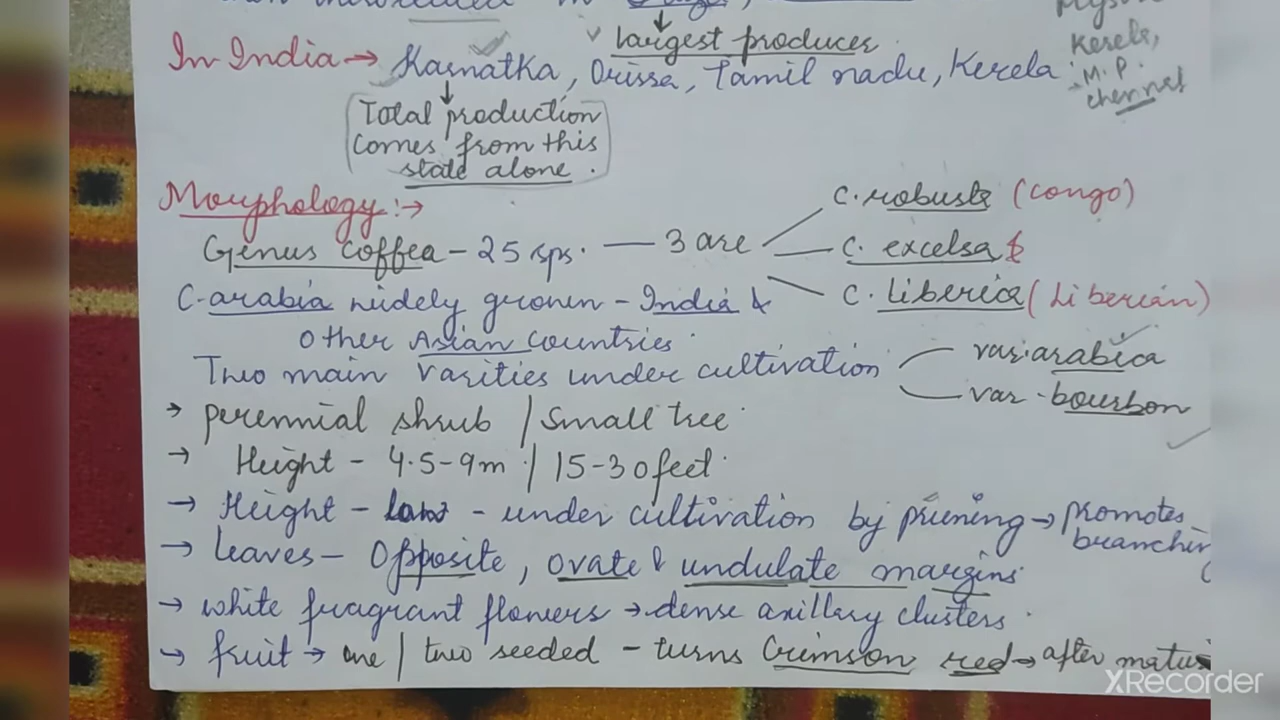 largest producer
In India → Karnatka, Orissa, Tamil nadu, Kerela
Kerela,
M.P.
chennai
Total production
comes from this
state alone.
Morphology :→
Genus coffea – 25 sps. — 3 are
c. robusta (congo)
c. excelsa
c. Liberica (Liberian)
C. arabia widely grown – India &
other Asian countries.
Two main varities under cultivation
var. arabica
var. bourbon
→ perennial shrub / Small tree
→ Height – 4.5-9m / 15-30 feet
→ Height – low – under cultivation by pruning → promotes
branchin
→ leaves – Opposite, ovate & undulate margins
→ white fragrant flowers → dense axillary clusters.
→ fruit → one / two seeded – turns Crimson red → after matu
XRecorder